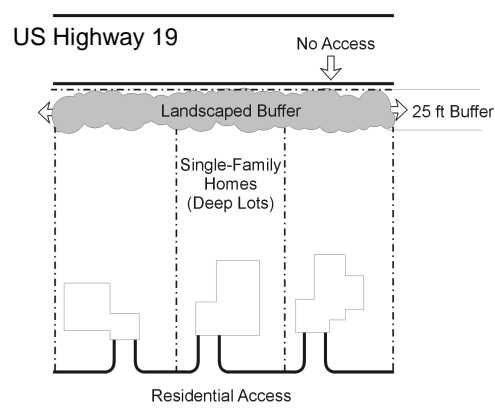 US Highway 19
No Access
Landscaped Buffer
25 ft Buffer
Single-Family
Homes
(Deep Lots)
Residential Access